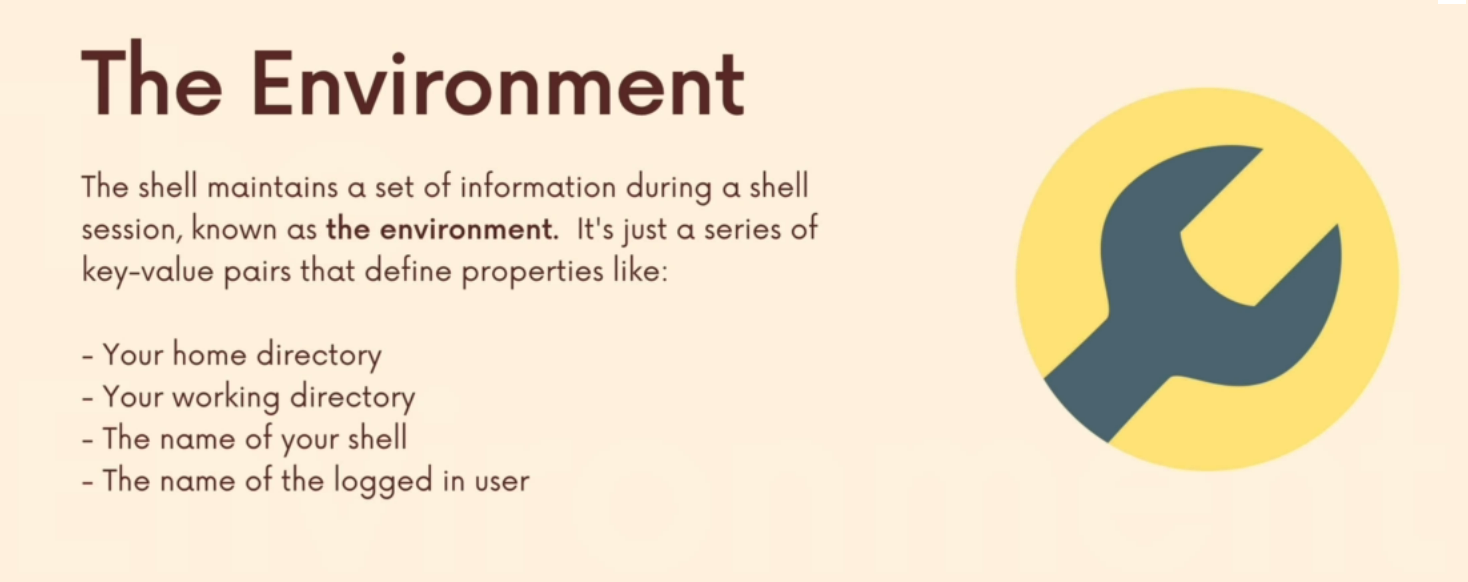 The Environment
The shell maintains a set of information during a shell
session, known as the environment. It's just a series of
key-value pairs that define properties like:
- Your home directory
- Your working directory
- The name of your shell
- The name of the logged in user